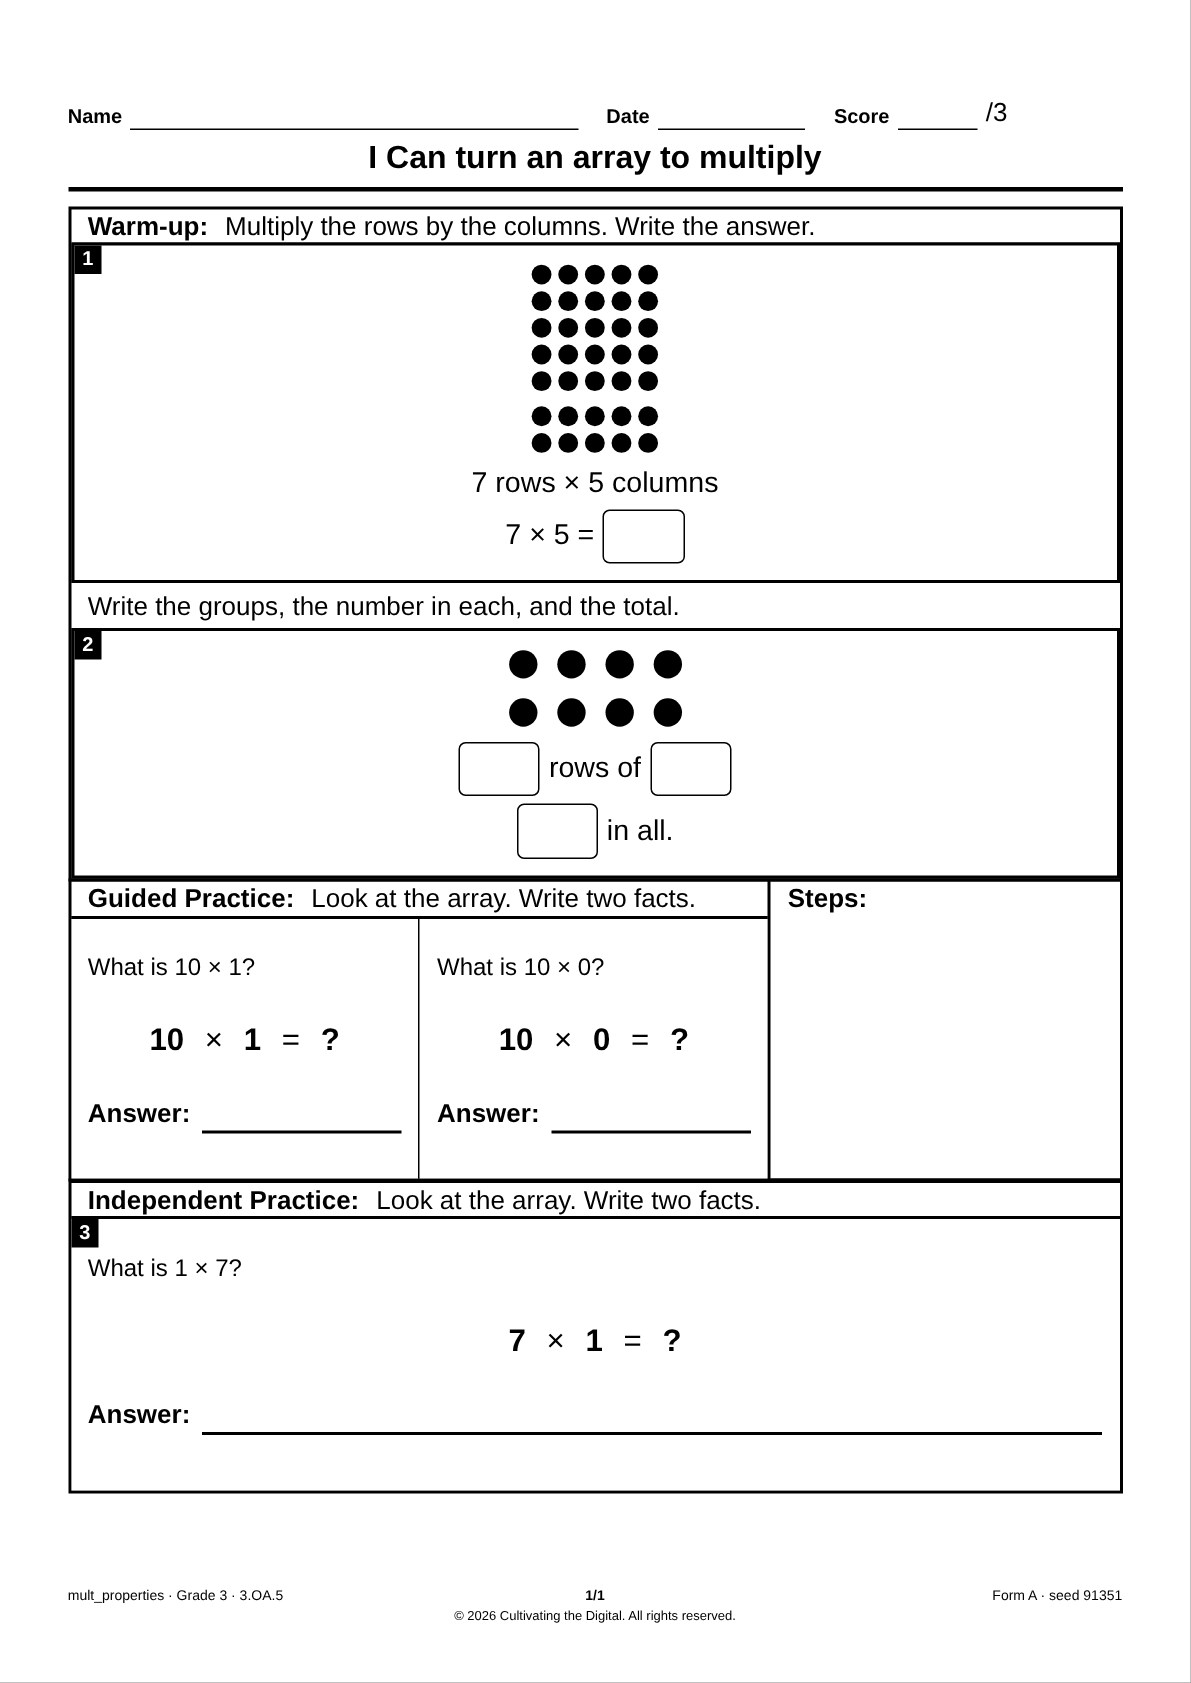 Name Date Score /3
I Can turn an array to multiply
Warm-up: Multiply the rows by the columns. Write the answer.
1
7 rows × 5 columns
7 × 5 =
Write the groups, the number in each, and the total.
2
rows of
in all.
Guided Practice: Look at the array. Write two facts.
Steps:
What is 10 × 1?
10 × 1 = ?
Answer:
What is 10 × 0?
10 × 0 = ?
Answer:
Independent Practice: Look at the array. Write two facts.
3
What is 1 × 7?
7 × 1 = ?
Answer:
mult_properties · Grade 3 · 3.OA.5 1/1 Form A · seed 91351
© 2026 Cultivating the Digital. All rights reserved.